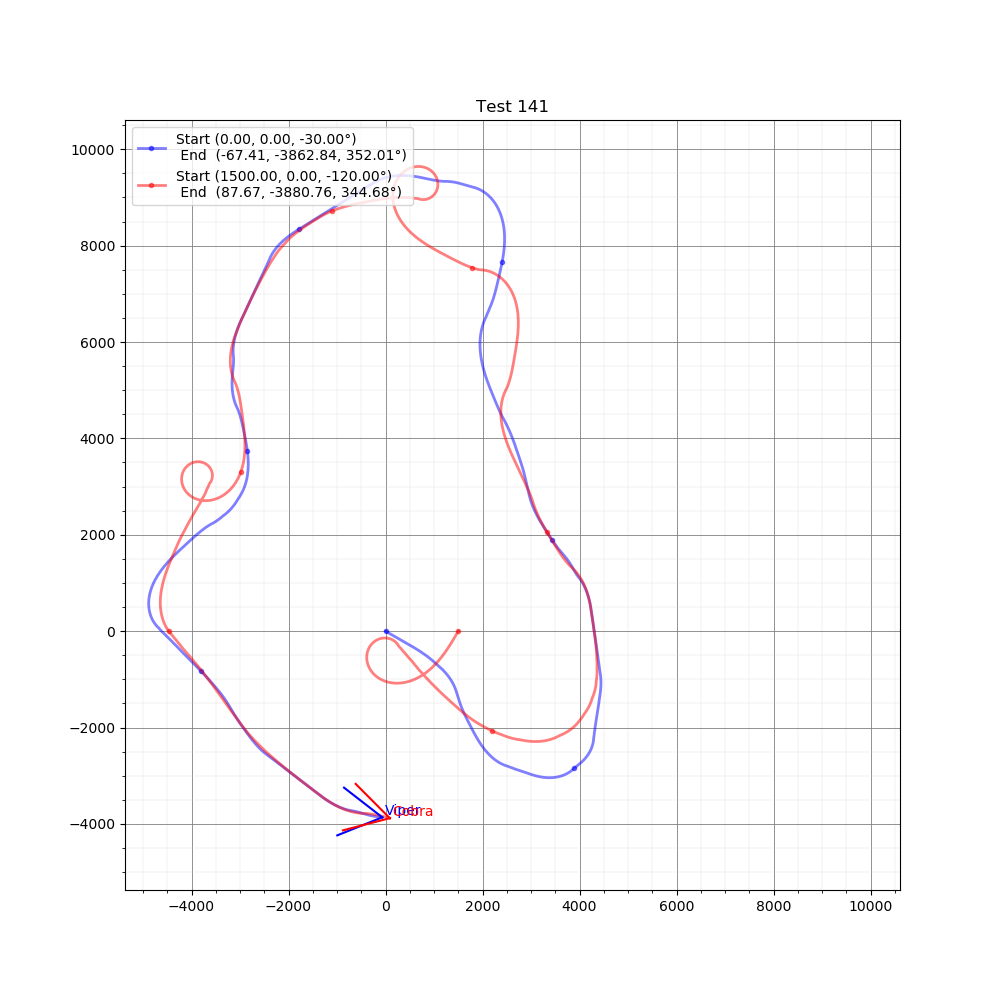 Test 141
Start (0.00, 0.00, -30.00°)
End (-67.41, -3862.84, 352.01°)
Start (1500.00, 0.00, -120.00°)
End (87.67, -3880.76, 344.68°)
10000
8000
6000
4000
2000
0
−2000
−4000
Viper
Cobra
−4000 −2000 0 2000 4000 6000 8000 10000